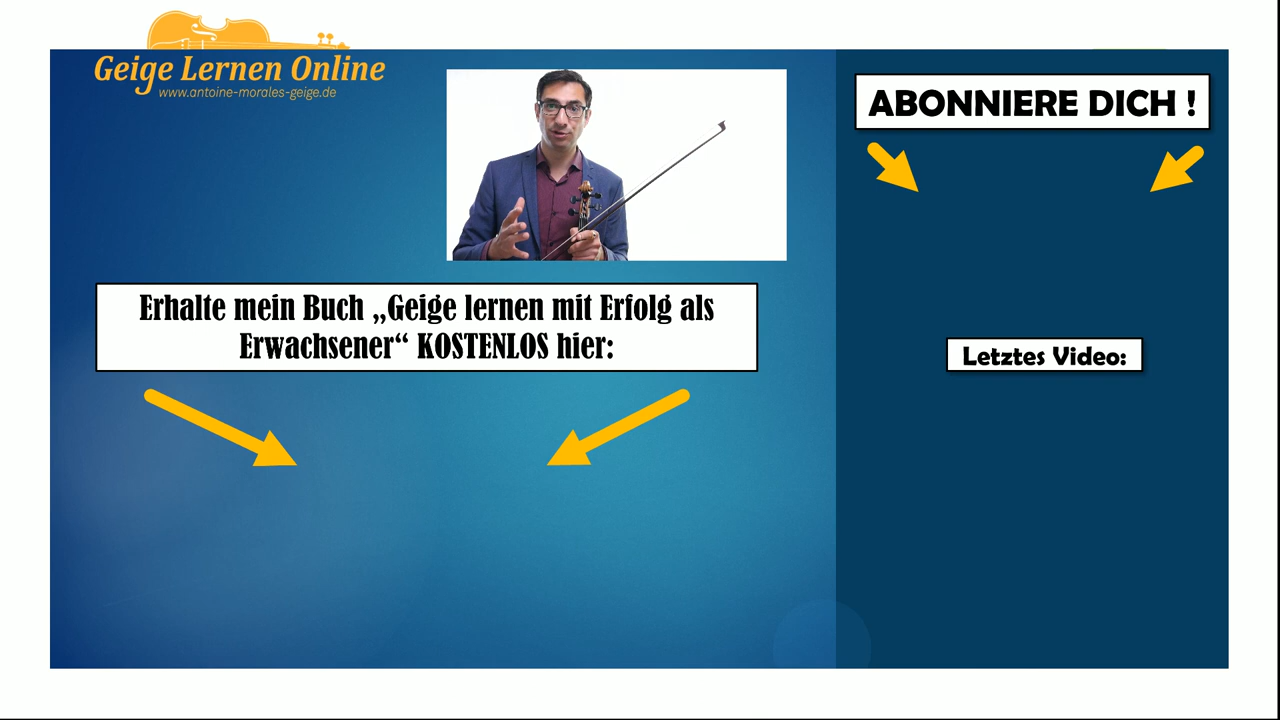 Geige Lernen Online
www.antoine-morales-geige.de
ABONNIERE DICH !
Erhalte mein Buch „Geige lernen mit Erfolg als
Erwachsener“ KOSTENLOS hier:
Letztes Video: